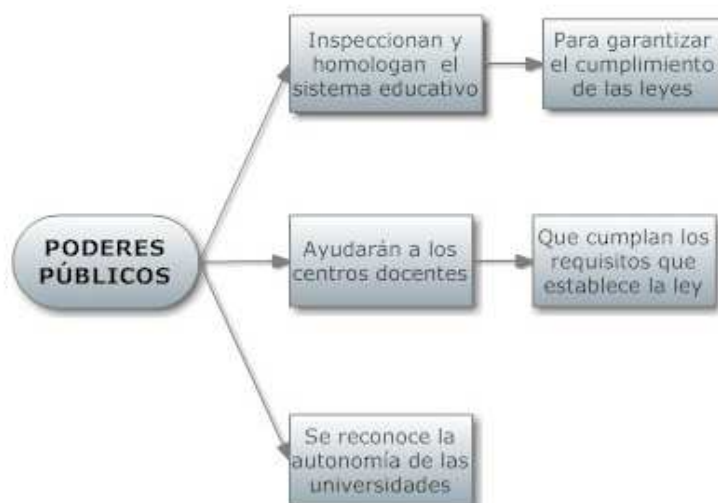 Inspeccionan y
homologan el
sistema educativo
Para garantizar
el cumplimiento
de las leyes
PODERES
PÚBLICOS
Ayudarán a los
centros docentes
Que cumplan los
requisitos que
establece la ley
Se reconoce la
autonomía de las
universidades